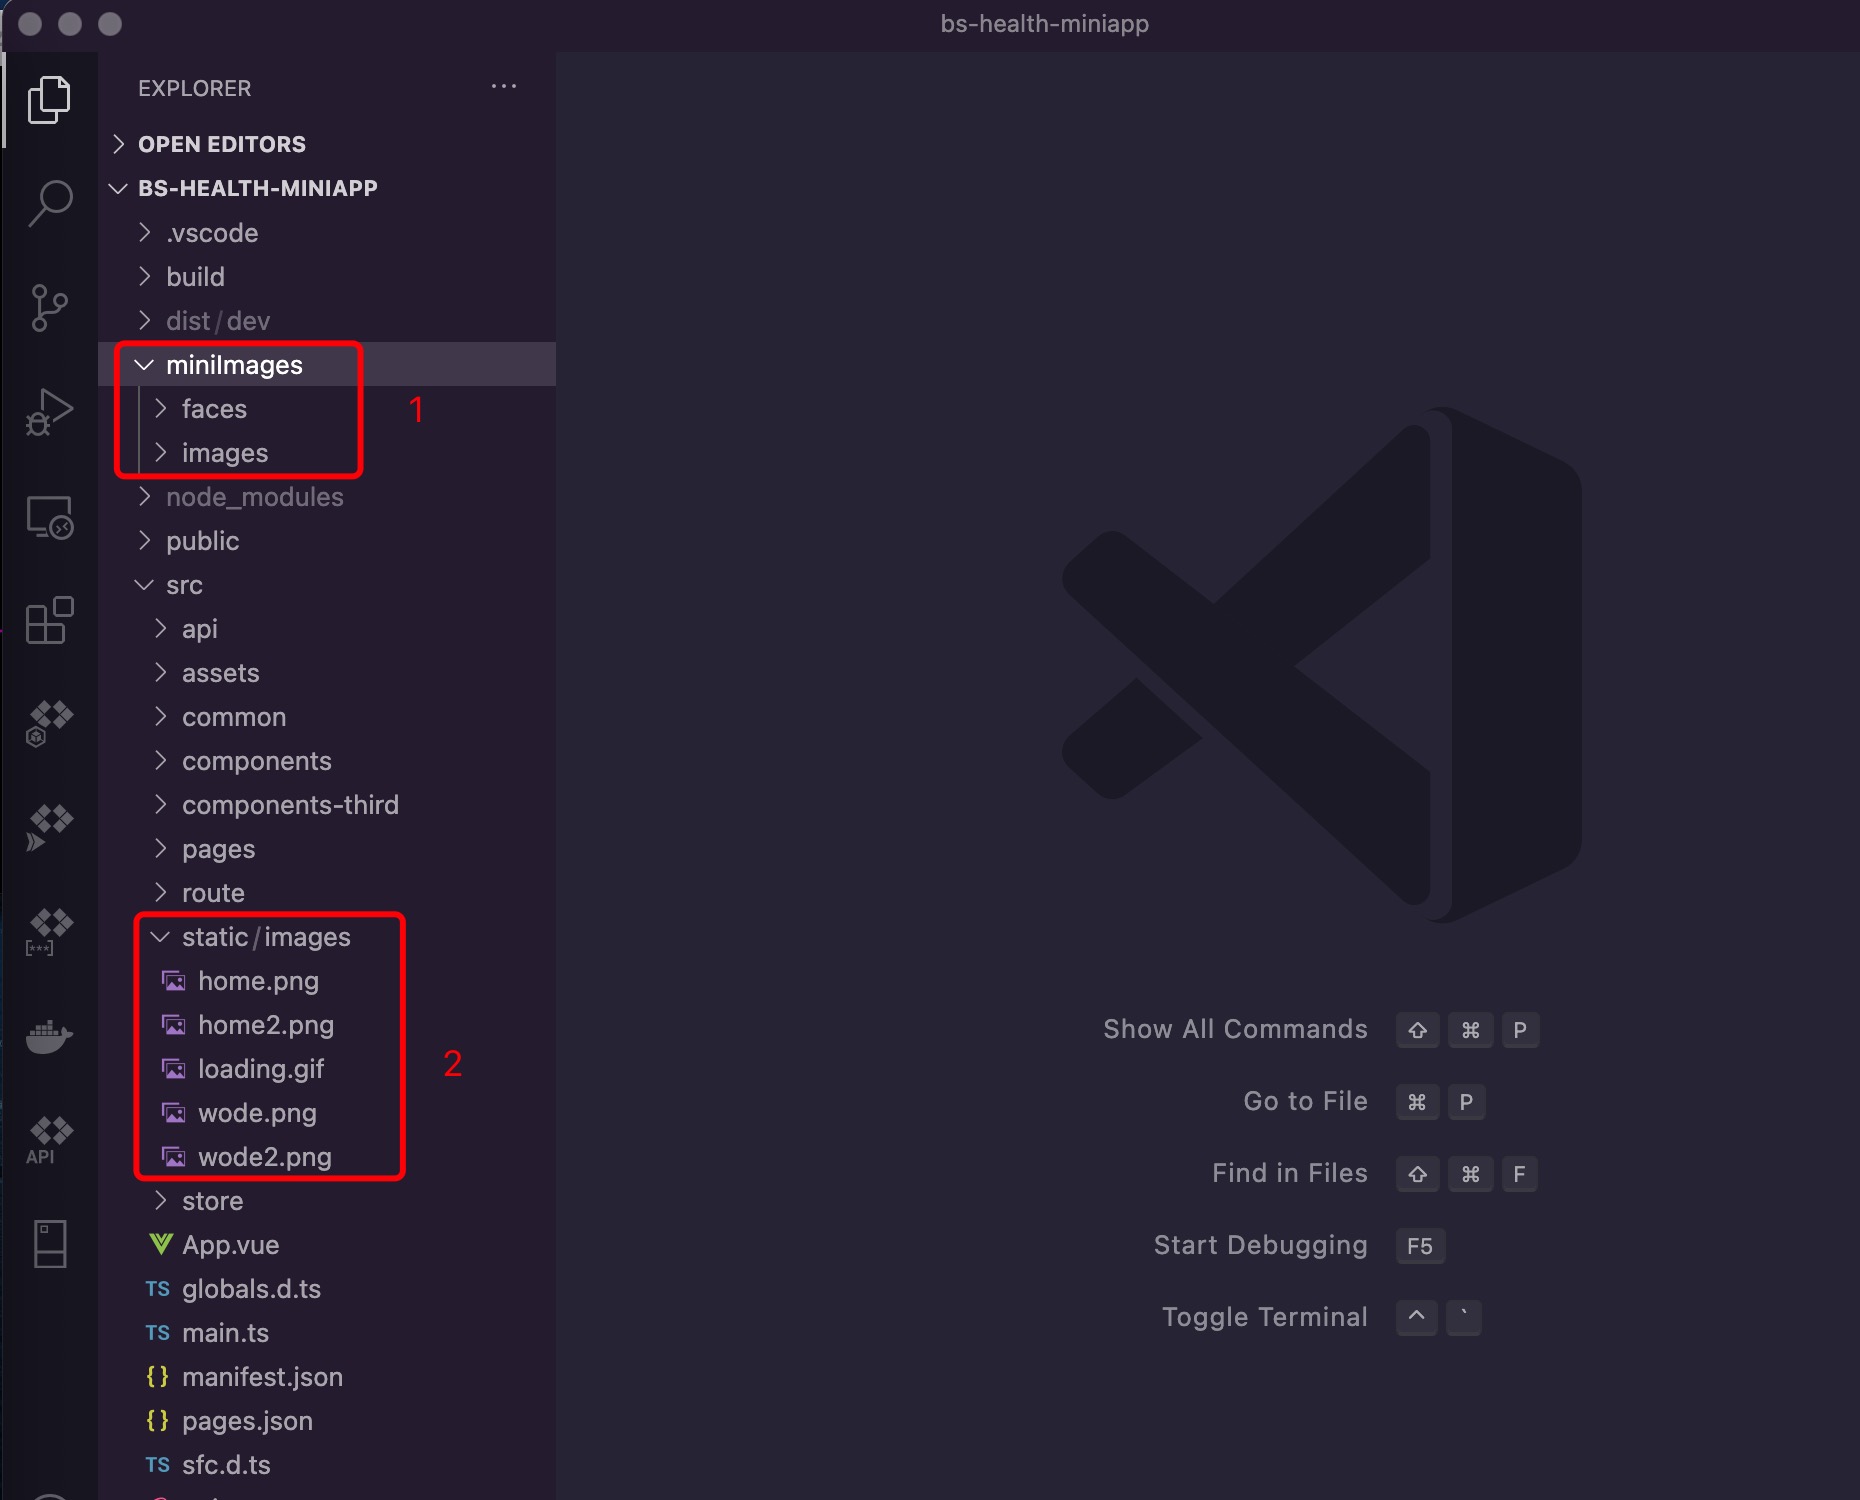 bs-health-miniapp
EXPLORER
OPEN EDITORS
BS-HEALTH-MINIAPP
.vscode
build
dist/dev
miniImages
faces
1
images
node_modules
public
src
api
assets
common
components
components-third
pages
route
static/images
home.png
home2.png
loading.gif
2
wode.png
wode2.png
store
App.vue
TS globals.d.ts
TS main.ts
{} manifest.json
{} pages.json
TS sfc.d.ts
[***]
API
Show All Commands ⇧ ⌘ P
Go to File ⌘ P
Find in Files ⇧ ⌘ F
Start Debugging F5
Toggle Terminal ^ `